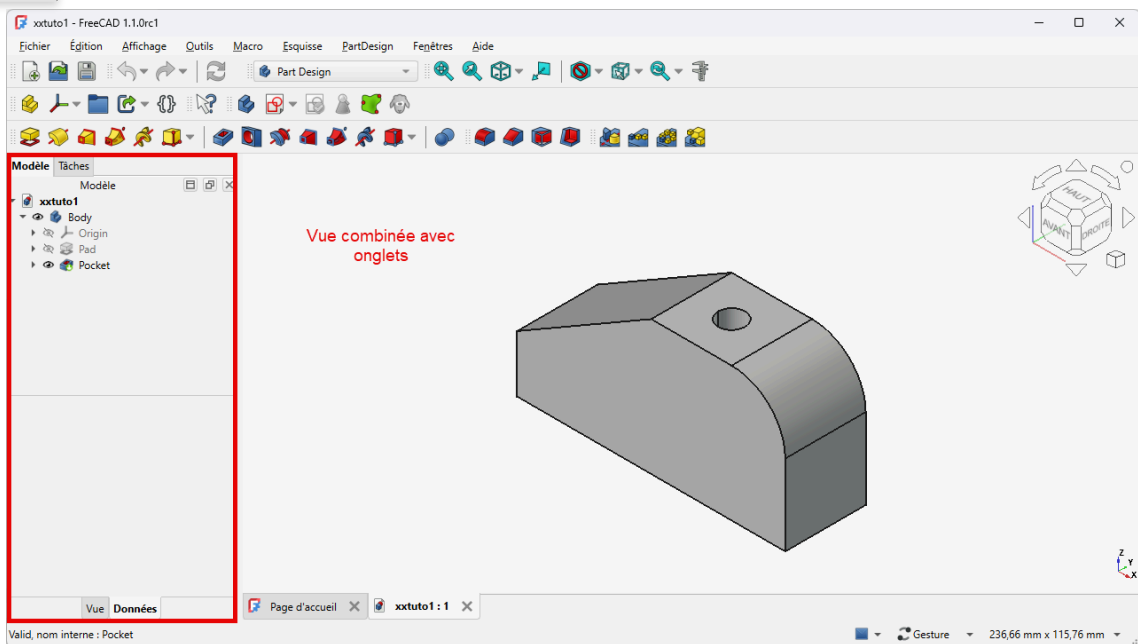 xxtuto1 - FreeCAD 1.1.0rc1
Fichier Édition Affichage Outils Macro Esquisse PartDesign Fenêtres Aide
Part Design
Modèle Tâches
Modèle
xxtuto1
Body
Origin
Pad
Pocket
Vue combinée avec
onglets
HAUT
AVANT
DROITE
Z
Y
X
Vue Données
Page d'accueil
xxtuto1 : 1
Valid, nom interne : Pocket
Gesture
236,66 mm x 115,76 mm